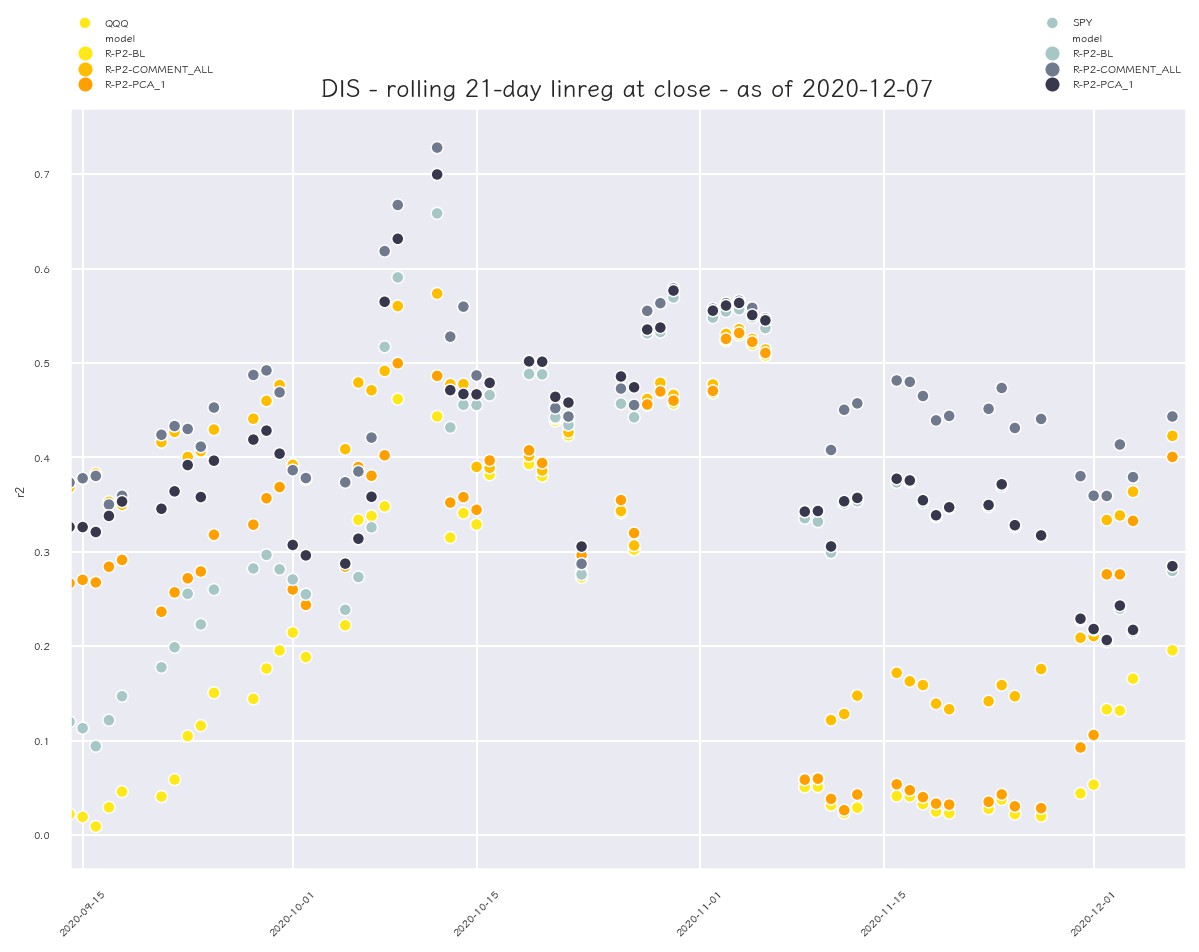 QQQ
model
R-P2-BL
R-P2-COMMENT_ALL
R-P2-PCA_1
SPY
model
R-P2-BL
R-P2-COMMENT_ALL
R-P2-PCA_1
DIS - rolling 21-day linreg at close - as of 2020-12-07
r2
0.7
0.6
0.5
0.4
0.3
0.2
0.1
0.0
2020-09-15
2020-10-01
2020-10-15
2020-11-01
2020-11-15
2020-12-01